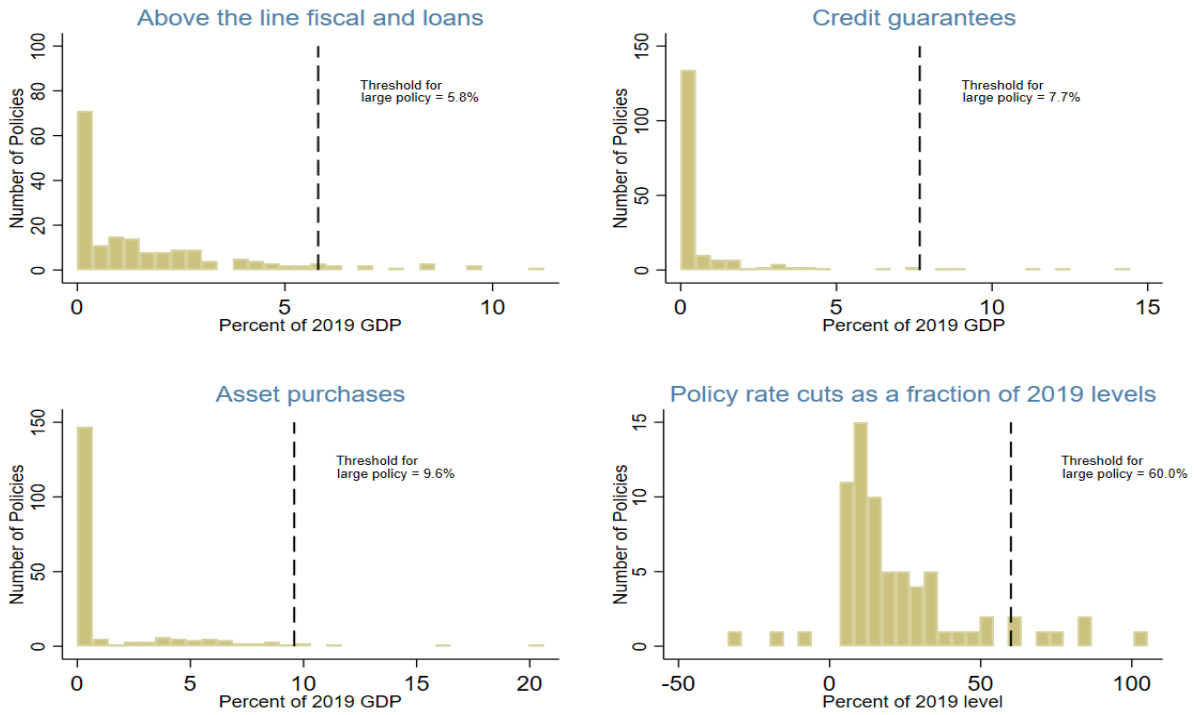 Above the line fiscal and loans
Number of Policies
100
80
60
40
20
0
Threshold for
large policy = 5.8%
0 5 10
Percent of 2019 GDP
Credit guarantees
Number of Policies
150
100
50
0
Threshold for
large policy = 7.7%
0 5 10 15
Percent of 2019 GDP
Asset purchases
Number of Policies
150
100
50
0
Threshold for
large policy = 9.6%
0 5 10 15 20
Percent of 2019 GDP
Policy rate cuts as a fraction of 2019 levels
Number of Policies
15
10
5
0
Threshold for
large policy = 60.0%
-50 0 50 100
Percent of 2019 level